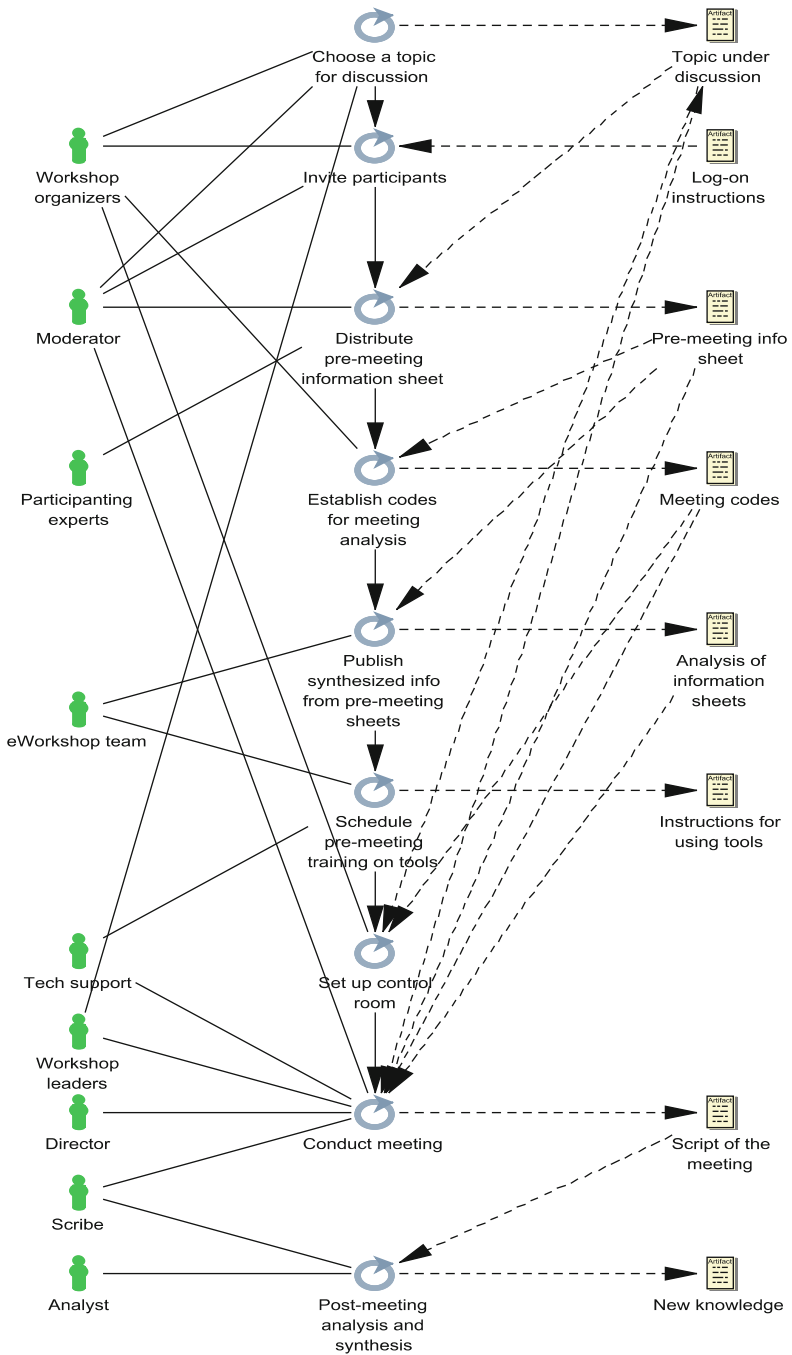 Artifact
Choose a topic
for discussion
Topic under
discussion
Artifact
Workshop
organizers
Invite participants
Log-on
instructions
Artifact
Moderator
Distribute
pre-meeting
information sheet
Pre-meeting info
sheet
Artifact
Participanting
experts
Establish codes
for meeting
analysis
Meeting codes
Artifact
Publish
synthesized info
from pre-meeting
sheets
Analysis of
information
sheets
eWorkshop team
Artifact
Schedule
pre-meeting
training on tools
Instructions for
using tools
Tech support
Set up control
room
Workshop
leaders
Artifact
Director
Conduct meeting
Script of the
meeting
Scribe
Artifact
Analyst
Post-meeting
analysis and
synthesis
New knowledge